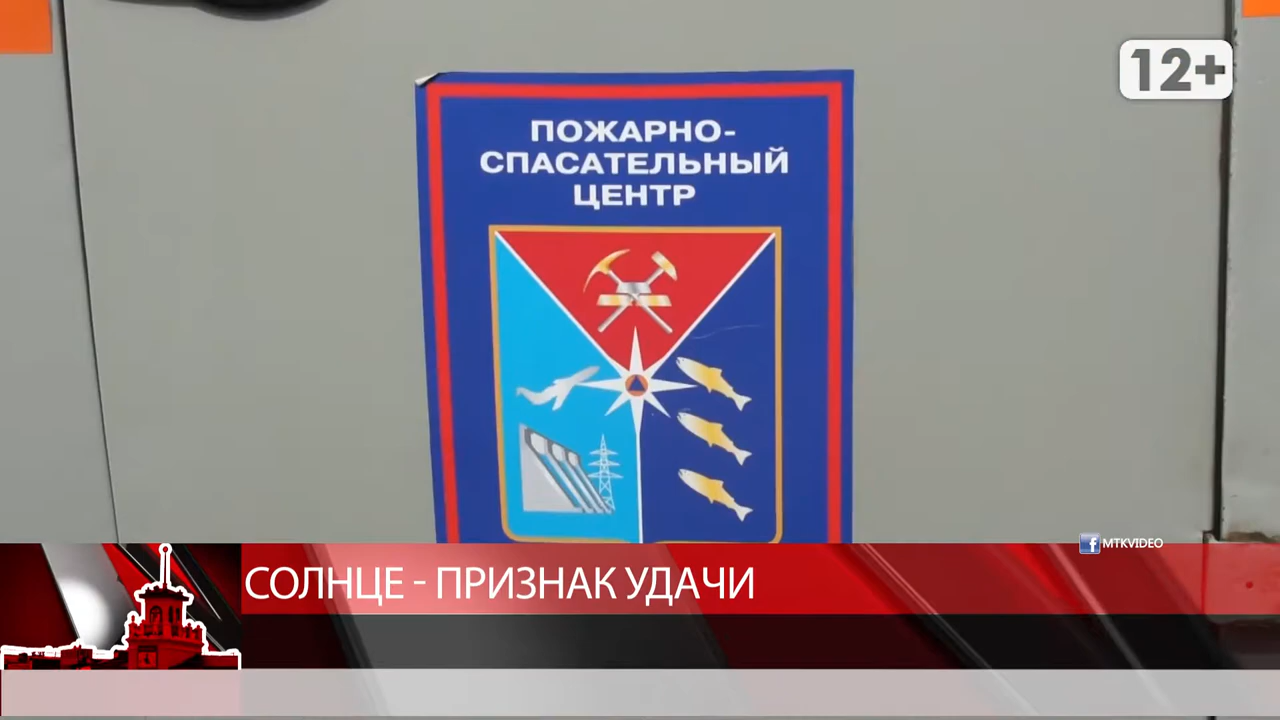 12+
ПОЖАРНО-
СПАСАТЕЛЬНЫЙ
ЦЕНТР
MTKVIDEO
СОЛНЦЕ - ПРИЗНАК УДАЧИ